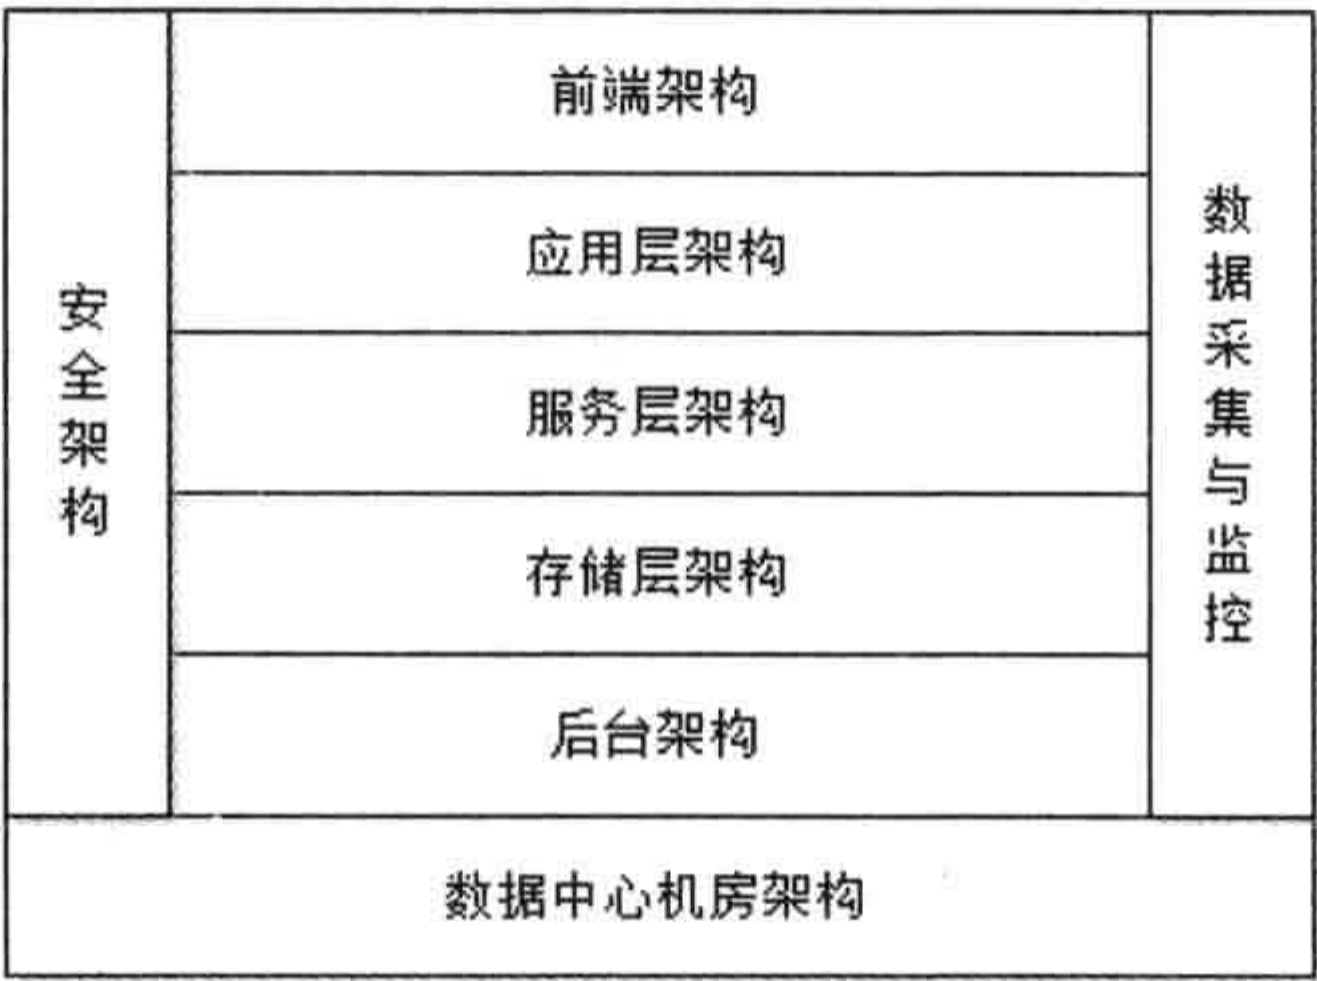 前端架构
应用层架构
服务层架构
存储层架构
后台架构
安全架构
数据采集与监控
数据中心机房架构